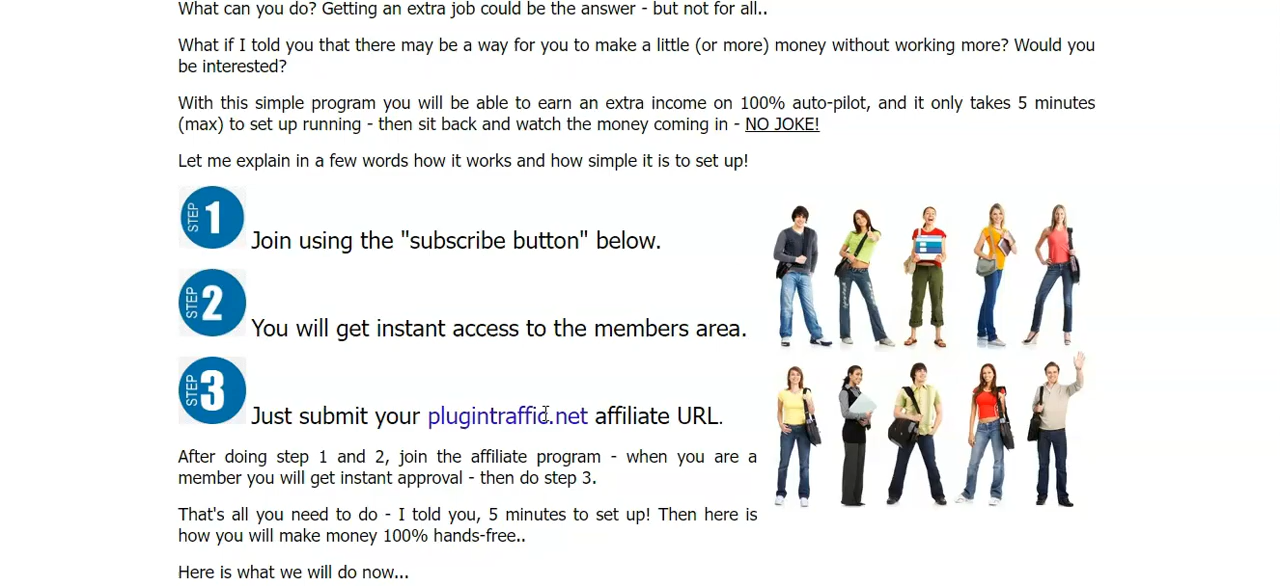 What can you do? Getting an extra job could be the answer - but not for all..
What if I told you that there may be a way for you to make a little (or more) money without working more? Would you
be interested?
With this simple program you will be able to earn an extra income on 100% auto-pilot, and it only takes 5 minutes
(max) to set up running - then sit back and watch the money coming in - NO JOKE!
Let me explain in a few words how it works and how simple it is to set up!
STEP 1 Join using the "subscribe button" below.
STEP 2 You will get instant access to the members area.
STEP 3 Just submit your plugintraffic.net affiliate URL.
After doing step 1 and 2, join the affiliate program - when you are a
member you will get instant approval - then do step 3.
That's all you need to do - I told you, 5 minutes to set up! Then here is
how you will make money 100% hands-free..
Here is what we will do now...